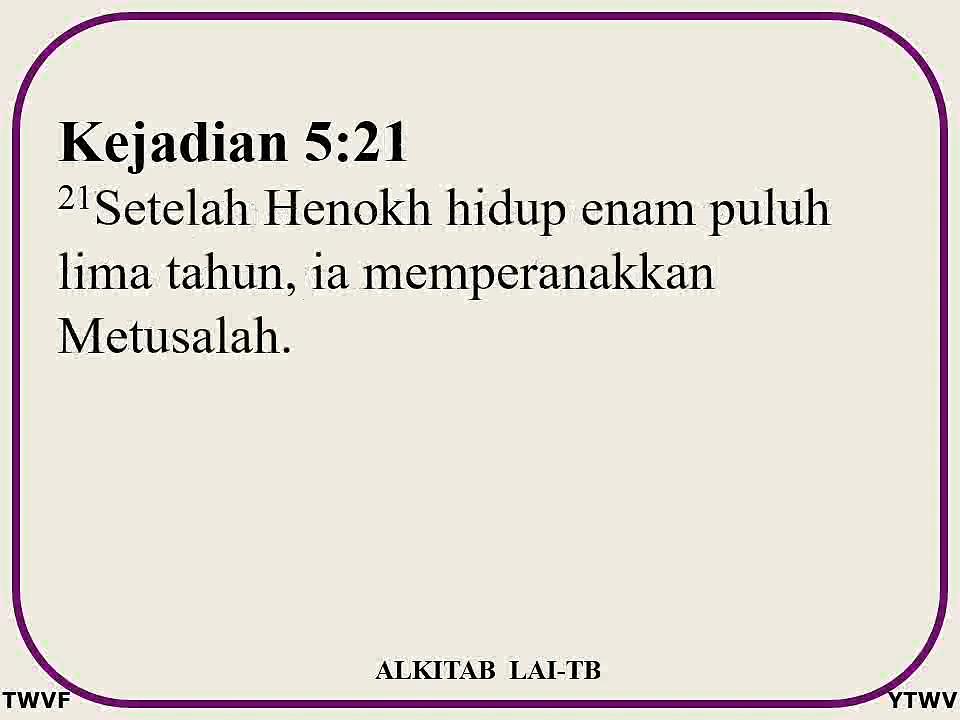 Kejadian 5:21
21Setelah Henokh hidup enam puluh
lima tahun, ia memperanakkan
Metusalah.
ALKITAB LAI-TB
TWVF
YTWV